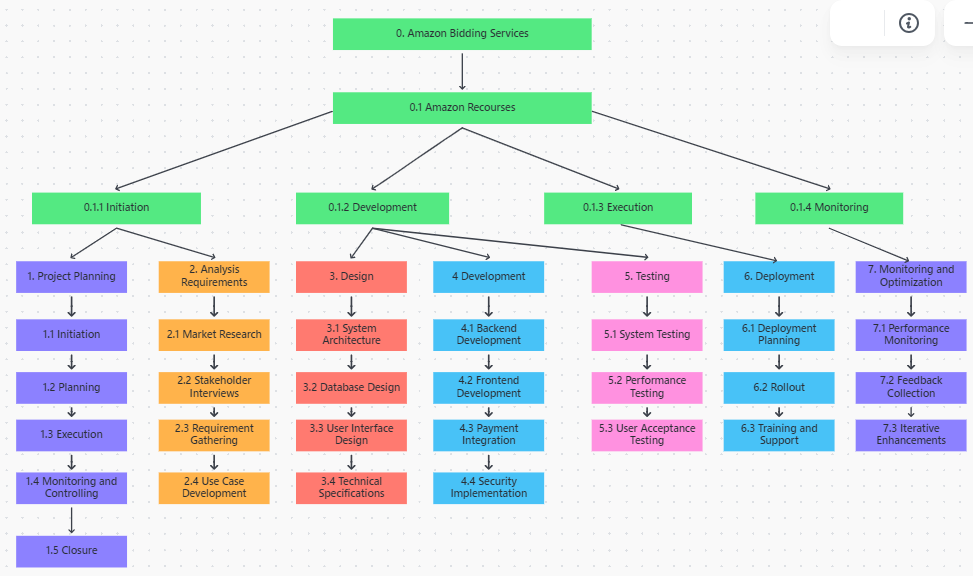 0. Amazon Bidding Services
0.1 Amazon Recourses
0.1.1 Initiation
0.1.2 Development
0.1.3 Execution
0.1.4 Monitoring
1. Project Planning
2. Analysis
Requirements
3. Design
4 Development
5. Testing
6. Deployment
7. Monitoring and
Optimization
1.1 Initiation
2.1 Market Research
3.1 System
Architecture
4.1 Backend
Development
5.1 System Testing
6.1 Deployment
Planning
7.1 Performance
Monitoring
1.2 Planning
2.2 Stakeholder
Interviews
3.2 Database Design
4.2 Frontend
Development
5.2 Performance
Testing
6.2 Rollout
7.2 Feedback
Collection
1.3 Execution
2.3 Requirement
Gathering
3.3 User Interface
Design
4.3 Payment
Integration
5.3 User Acceptance
Testing
6.3 Training and
Support
7.3 Iterative
Enhancements
1.4 Monitoring and
Controlling
2.4 Use Case
Development
3.4 Technical
Specifications
4.4 Security
Implementation
1.5 Closure